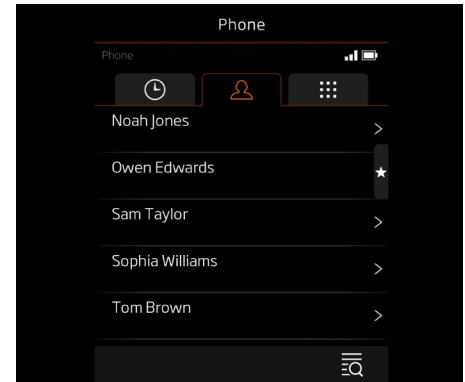 Phone
Phone
Noah Jones
Owen Edwards
Sam Taylor
Sophia Williams
Tom Brown